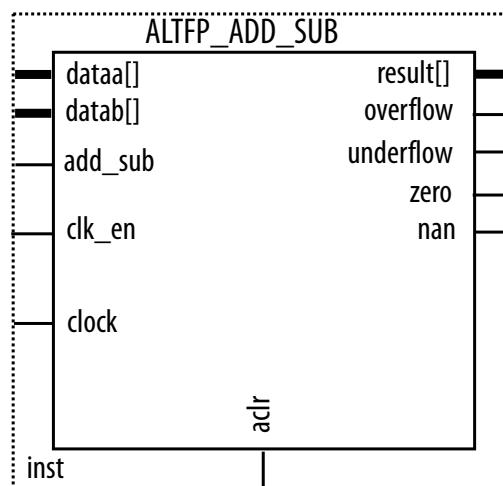 ALTFP_ADD_SUB
dataa[]
datab[]
add_sub
clk_en
clock
result[]
overflow
underflow
zero
nan
aclr
inst